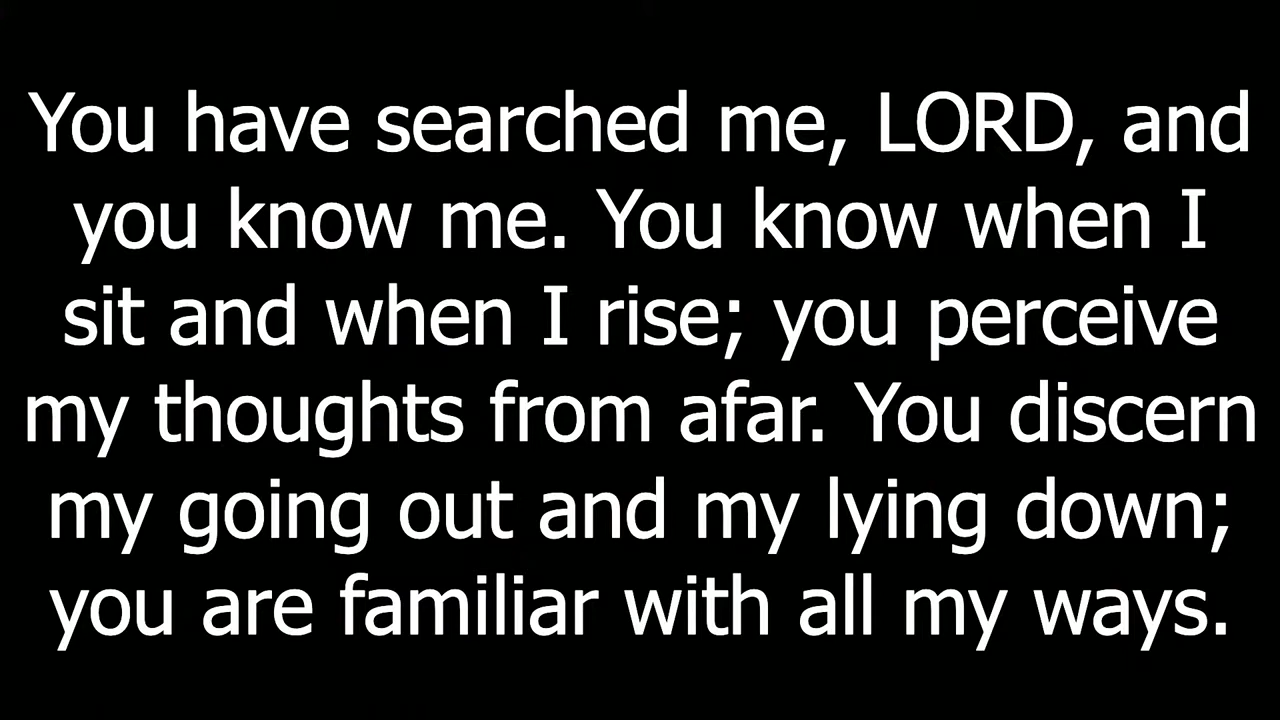 You have searched me, LORD, and
you know me. You know when I
sit and when I rise; you perceive
my thoughts from afar. You discern
my going out and my lying down;
you are familiar with all my ways.